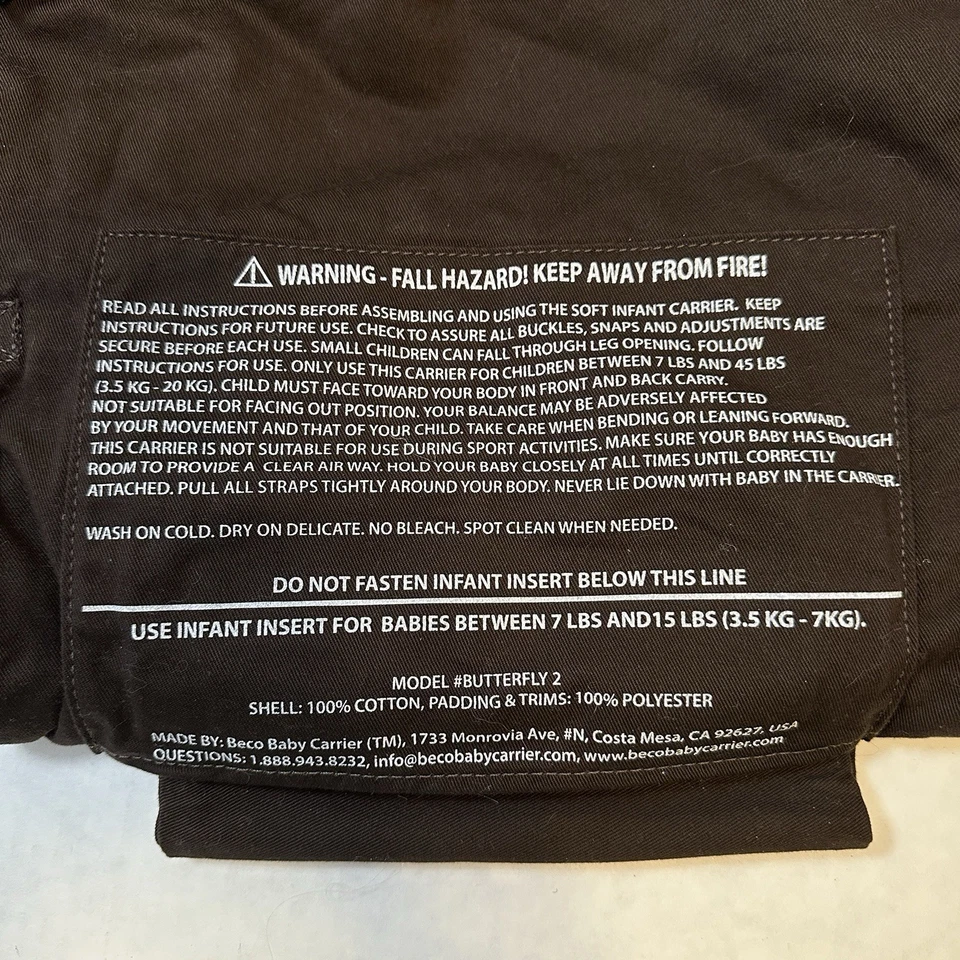 WARNING - FALL HAZARD! KEEP AWAY FROM FIRE!
READ ALL INSTRUCTIONS BEFORE ASSEMBLING AND USING THE SOFT INFANT CARRIER. KEEP
INSTRUCTIONS FOR FUTURE USE. CHECK TO ASSURE ALL BUCKLES, SNAPS AND ADJUSTMENTS ARE
SECURE BEFORE EACH USE. SMALL CHILDREN CAN FALL THROUGH LEG OPENING. FOLLOW
INSTRUCTIONS FOR USE. ONLY USE THIS CARRIER FOR CHILDREN BETWEEN 7 LBS AND 45 LBS
(3.5 KG - 20 KG). CHILD MUST FACE TOWARD YOUR BODY IN FRONT AND BACK CARRY.
NOT SUITABLE FOR FACING OUT POSITION. YOUR BALANCE MAY BE ADVERSELY AFFECTED
BY YOUR MOVEMENT AND THAT OF YOUR CHILD. TAKE CARE WHEN BENDING OR LEANING FORWARD.
THIS CARRIER IS NOT SUITABLE FOR USE DURING SPORT ACTIVITIES. MAKE SURE YOUR BABY HAS ENOUGH
ROOM TO PROVIDE A CLEAR AIR WAY. HOLD YOUR BABY CLOSELY AT ALL TIMES UNTIL CORRECTLY
ATTACHED. PULL ALL STRAPS TIGHTLY AROUND YOUR BODY. NEVER LIE DOWN WITH BABY IN THE CARRIER.
WASH ON COLD. DRY ON DELICATE. NO BLEACH. SPOT CLEAN WHEN NEEDED.
DO NOT FASTEN INFANT INSERT BELOW THIS LINE
USE INFANT INSERT FOR BABIES BETWEEN 7 LBS AND15 LBS (3.5 KG - 7KG).
MODEL #BUTTERFLY 2
SHELL: 100% COTTON, PADDING & TRIMS: 100% POLYESTER
MADE BY: Beco Baby Carrier (TM), 1733 Monrovia Ave, #N, Costa Mesa, CA 92627, USA
QUESTIONS: 1.888.943.8232, info@becobabycarrier.com, www.becobabycarrier.com